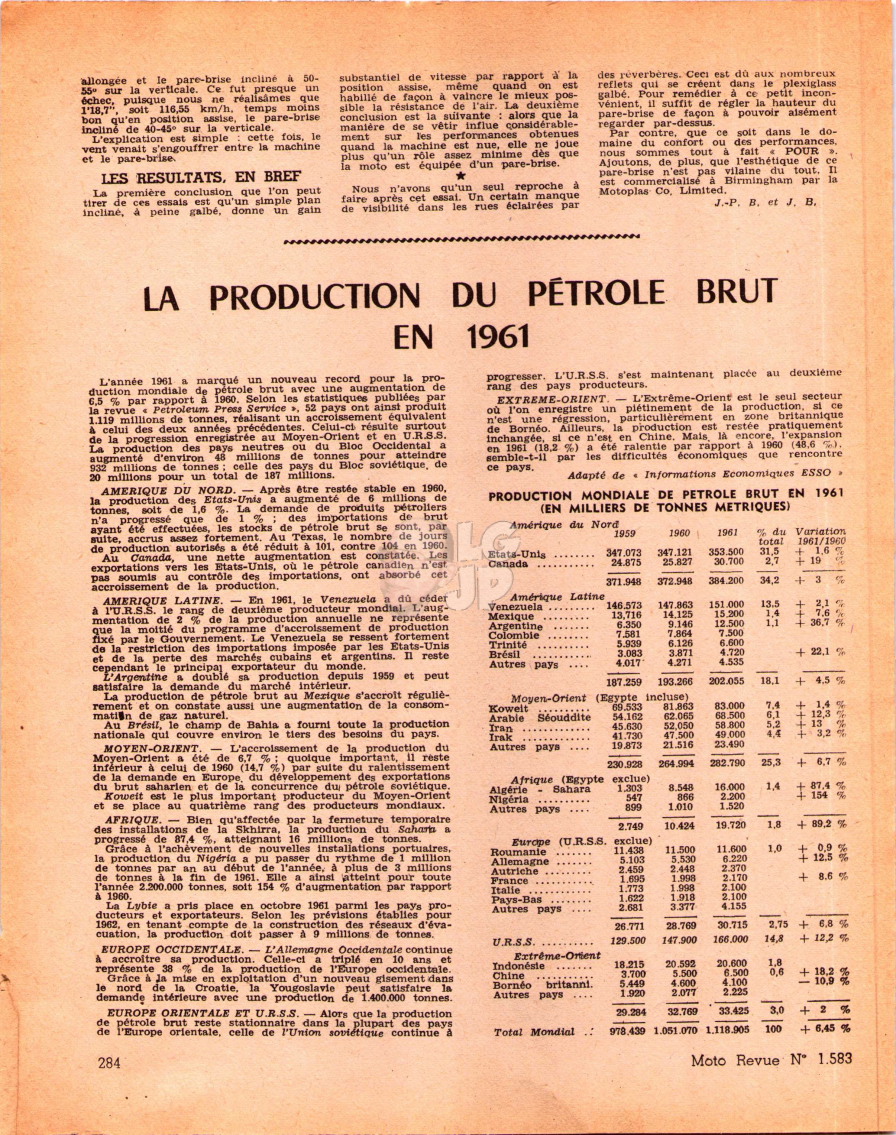 allongée et le pare-brise incliné à 50-
55° sur la verticale. Ce fut presque un
échec, puisque nous ne réalisâmes que
1'18,7", soit 116,55 km/h, temps moins
bon qu'en position assise, le pare-brise
incliné de 40-45° sur la verticale.
L'explication est simple : cette fois, le
vent venait s'engouffrer entre la machine
et le pare-brise.
LES RESULTATS, EN BREF
La première conclusion que l'on peut
tirer de ces essais est qu'un simple plan
incliné, à peine galbé, donne un gain
substantiel de vitesse par rapport à la
position assise, même quand on est
habillé de façon à vaincre le mieux pos-
sible la résistance de l'air. La deuxième
conclusion est la suivante : alors que la
manière de se vêtir influe considérable-
ment sur les performances obtenues
quand la machine est nue, elle ne joue
plus qu'un rôle assez minime dès que
la moto est équipée d'un pare-brise.
★
Nous n'avons qu'un seul reproche à
faire après cet essai. Un certain manque
de visibilité dans les rues éclairées par
des réverbères. Ceci est dû aux nombreux
reflets qui se créent dans le plexiglass
galbé. Pour remédier à ce petit incon-
vénient, il suffit de régler la hauteur du
pare-brise de façon à pouvoir aisément
regarder par-dessus.
Par contre, que ce soit dans le do-
maine du confort ou des performances,
nous sommes tout à fait « POUR ».
Ajoutons, de plus, que l'esthétique de ce
pare-brise n'est pas vilaine du tout. Il
est commercialisé à Birmingham par la
Motoplas Co, Limited.
J.-P. B. et J. B.
LA PRODUCTION DU PÉTROLE BRUT
EN 1961
L'année 1961 a marqué un nouveau record pour la pro-
duction mondiale de pétrole brut avec une augmentation de
6,5 % par rapport à 1960. Selon les statistiques publiées par
la revue « Petroleum Press Service », 52 pays ont ainsi produit
1.119 millions de tonnes, réalisant un accroissement équivalent
à celui des deux années précédentes. Celui-ci résulte surtout
de la progression enregistrée au Moyen-Orient et en U.R.S.S.
La production des pays neutres ou du Bloc Occidental a
augmenté d'environ 48 millions de tonnes pour atteindre
932 millions de tonnes ; celle des pays du Bloc soviétique, de
20 millions pour un total de 187 millions.
AMERIQUE DU NORD. — Après être restée stable en 1960,
la production des Etats-Unis a augmenté de 6 millions de
tonnes, soit de 1,6 %. La demande de produits pétroliers
n'a progressé que de 1 % ; des importations de brut
ayant été effectuées, les stocks de pétrole brut se sont, par
suite, accrus assez fortement. Au Texas, le nombre de jours
de production autorisés a été réduit à 101, contre 104 en 1960.
Au Canada, une nette augmentation est constatée. Les
exportations vers les Etats-Unis, où le pétrole canadien n'est
pas soumis au contrôle des importations, ont absorbé cet
accroissement de la production.
AMERIQUE LATINE. — En 1961, le Venezuela a dû céder
à l'U.R.S.S. le rang de deuxième producteur mondial. L'aug-
mentation de 2 % de la production annuelle ne représente
que la moitié du programme d'accroissement de production
fixé par le Gouvernement. Le Venezuela se ressent fortement
de la restriction des importations imposée par les Etats-Unis
et de la perte des marchés cubains et argentins. Il reste
cependant le principal exportateur du monde.
L'Argentine a doublé sa production depuis 1959 et peut
satisfaire la demande du marché intérieur.
La production de pétrole brut au Mexique s'accroît réguliè-
rement et on constate aussi une augmentation de la consom-
mation de gaz naturel.
Au Brésil, le champ de Bahia a fourni toute la production
nationale qui couvre environ le tiers des besoins du pays.
MOYEN-ORIENT. — L'accroissement de la production du
Moyen-Orient a été de 6,7 % ; quoique important, il reste
inférieur à celui de 1960 (14,7 %) par suite du ralentissement
de la demande en Europe, du développement des exportations
du brut saharien et de la concurrence du pétrole soviétique.
Koweit est le plus important producteur du Moyen-Orient
et se place au quatrième rang des producteurs mondiaux.
AFRIQUE. — Bien qu'affectée par la fermeture temporaire
des installations de la Skhirra, la production du Sahara a
progressé de 87,4 %, atteignant 16 millions de tonnes.
Grâce à l'achèvement de nouvelles installations portuaires,
la production du Nigéria a pu passer du rythme de 1 million
de tonnes par an au début de l'année, à plus de 3 millions
de tonnes à la fin de 1961. Elle a ainsi atteint pour toute
l'année 2.200.000 tonnes, soit 154 % d'augmentation par rapport
à 1960.
La Lybie a pris place en octobre 1961 parmi les pays pro-
ducteurs et exportateurs. Selon les prévisions établies pour
1962, en tenant compte de la construction des réseaux d'éva-
cuation, la production doit passer à 9 millions de tonnes.
EUROPE OCCIDENTALE. — L'Allemagne Occidentale continue
à accroître sa production. Celle-ci a triplé en 10 ans et
représente 38 % de la production de l'Europe occidentale.
Grâce à la mise en exploitation d'un nouveau gisement dans
le nord de la Croatie, la Yougoslavie peut satisfaire la
demande intérieure avec une production de 1.400.000 tonnes.
EUROPE ORIENTALE ET U.R.S.S. — Alors que la production
de pétrole brut reste stationnaire dans la plupart des pays
de l'Europe orientale, celle de l'Union soviétique continue à
progresser. L'U.R.S.S. s'est maintenant placée au deuxième
rang des pays producteurs.
EXTREME-ORIENT. — L'Extrême-Orient est le seul secteur
où l'on enregistre un piétinement de la production, si ce
n'est une régression, particulièrement en zone britannique
de Bornéo. Ailleurs, la production est restée pratiquement
inchangée, si ce n'est en Chine. Mais, là encore, l'expansion
en 1961 (18,2 %) a été ralentie par rapport à 1960 (48,6 %),
semble-t-il par les difficultés économiques que rencontre
ce pays.
Adapté de « Informations Economiques ESSO »
PRODUCTION MONDIALE DE PETROLE BRUT EN 1961
(EN MILLIERS DE TONNES METRIQUES)
Amérique du Nord
1959 1960 1961 % du total Variation 1961/1960
Etats-Unis ......... 347.073 347.121 353.500 31,5 + 1,6 %
Canada ............ 24.875 25.827 30.700 2,7 + 19 %
371.948 372.948 384.200 34,2 + 3 %
Amérique Latine
Venezuela ......... 146.573 147.863 151.000 13,5 + 2,1 %
Mexique ........... 13.716 14.125 15.200 1,4 + 7,6 %
Argentine ......... 6.350 9.146 12.500 1,1 + 36,7 %
Colombie .......... 7.581 7.864 7.500
Trinité ........... 5.939 6.126 6.600
Brésil ............ 3.083 3.871 4.720 + 22,1 %
Autres pays .... 4.017 4.271 4.535
187.259 193.266 202.055 18,1 + 4,5 %
Moyen-Orient (Egypte incluse)
Koweit ............ 69.533 81.863 83.000 7,4 + 1,4 %
Arabie Séouddite 54.162 62.065 68.500 6,1 + 12,3 %
Iran .............. 45.630 52.050 58.800 5,2 + 13 %
Irak .............. 41.730 47.500 49.000 4,4 + 3,2 %
Autres pays .... 19.873 21.516 23.490
230.928 264.994 282.790 25,3 + 6,7 %
Afrique (Egypte exclue)
Algérie - Sahara 1.303 8.548 16.000 1,4 + 87,4 %
Nigéria .......... 547 866 2.200 + 154 %
Autres pays .... 899 1.010 1.520
2.749 10.424 19.720 1,8 + 89,2 %
Europe (U.R.S.S. exclue)
Roumanie ....... 11.438 11.500 11.600 1,0 + 0,9 %
Allemagne ...... 5.103 5.530 6.220 + 12.5 %
Autriche ........ 2.459 2.448 2.370
France ........... 1.695 1.998 2.170 + 8.6 %
Italie ............ 1.773 1.998 2.100
Pays-Bas ........ 1.622 1.918 2.100
Autres pays .... 2.681 3.377 4.155
26.771 28.769 30.715 2,75 + 6,8 %
U.R.S.S. .......... 129.500 147.900 166.000 14,8 + 12,2 %
Extrême-Orient
Indonésie ....... 18.215 20.592 20.600 1,8
Chine ............ 3.700 5.500 6.500 0,6 + 18,2 %
Bornéo britanni. 5.449 4.600 4.100 — 10,9 %
Autres pays .... 1.920 2.077 2.225
29.284 32.769 33.425 3,0 + 2 %
Total Mondial .: 978.439 1.051.070 1.118.905 100 + 6,45 %
284
Moto Revue N° 1.583